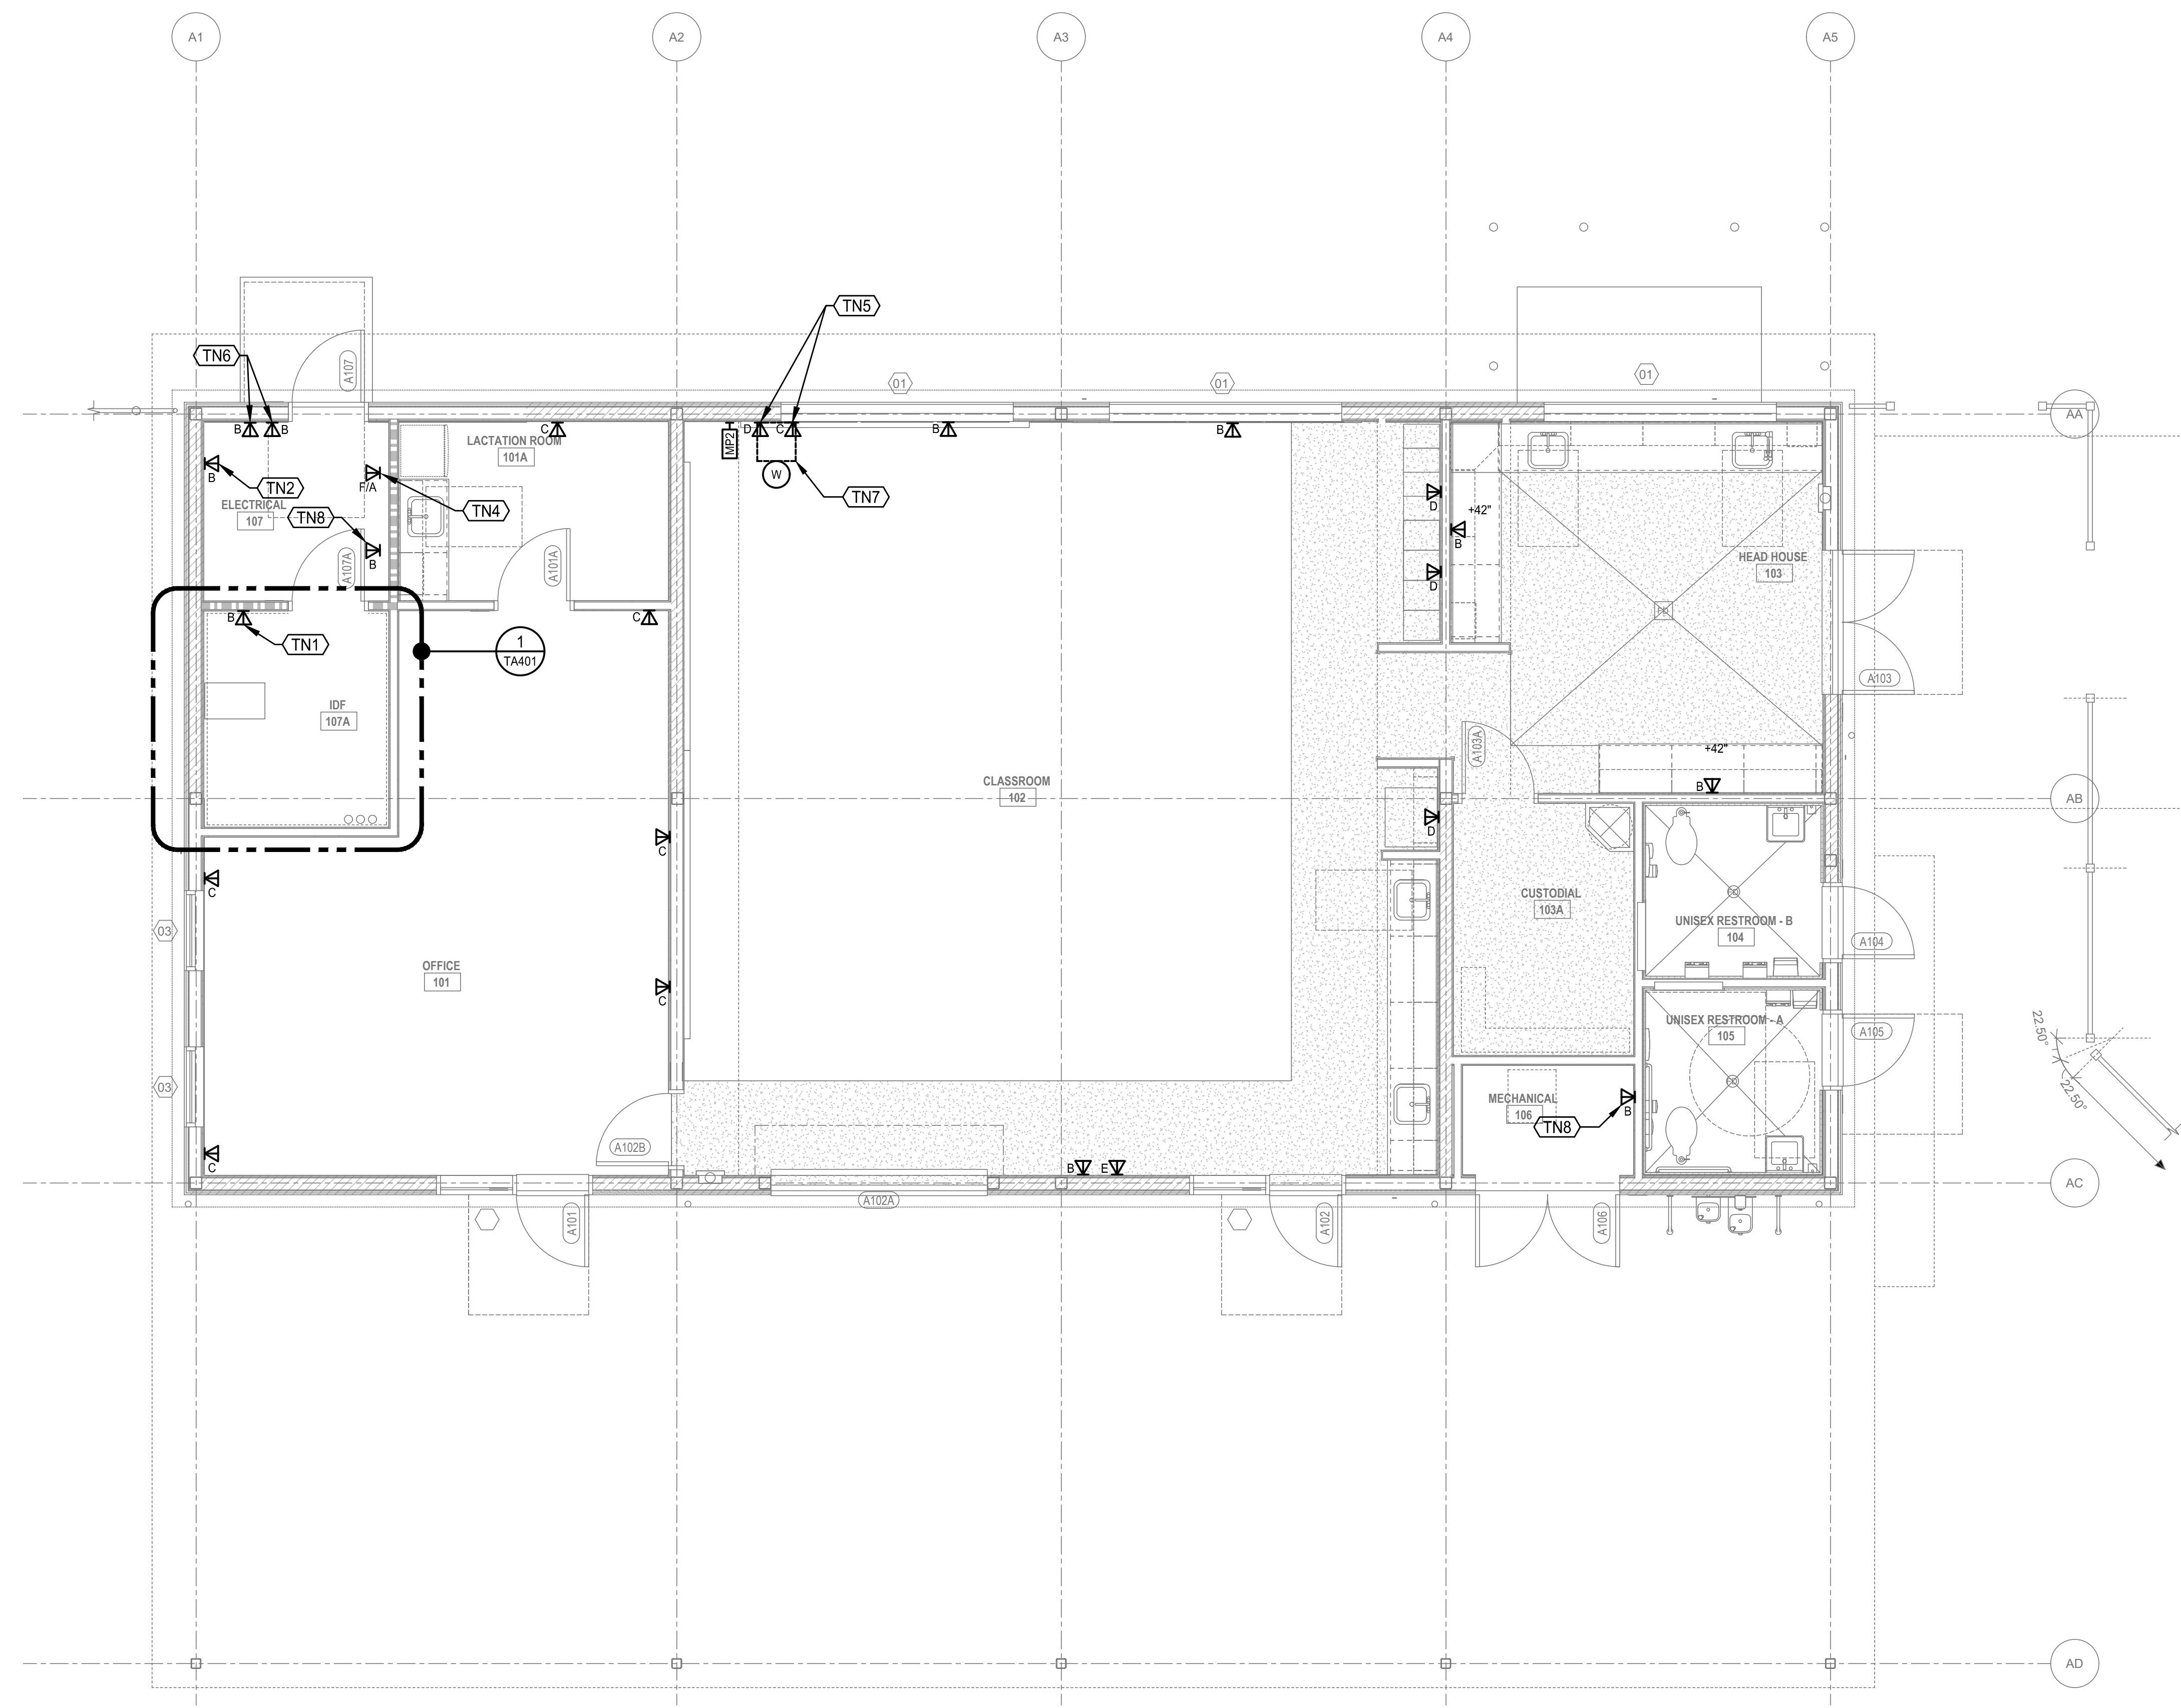 A1
A2
A3
A4
A5
TN5
TN6
A107
01
01
01
AA
B
B
D
C
B
B
MP2
C
LACTATION ROOM
101A
B
TN2
F/A
W
TN7
TN4
ELECTRICAL
107
TN8
B
A107A
A101A
D
+42"
B
D
HEAD HOUSE
103
FD
B
TN1
C
1
TA401
A103
IDF
107A
A103A
+42"
B
CLASSROOM
102
AB
D
C
C
03
CUSTODIAL
103A
UNISEX RESTROOM - B
104
A104
OFFICE
101
C
UNISEX RESTROOM - A
105
A105
22.50°
22.50°
03
MECHANICAL
106
B
TN8
A102B
C
B
E
AC
A102A
A101
A102
A106
AD